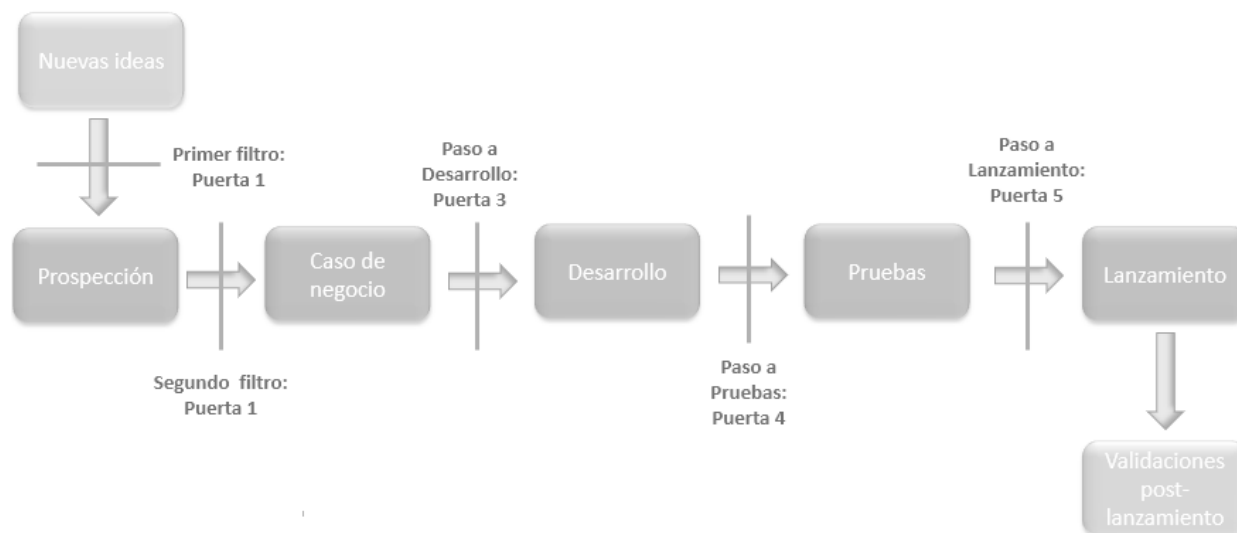 Nuevas ideas
Primer filtro:
Puerta 1
Prospección
Segundo filtro:
Puerta 1
Caso de
negocio
Paso a
Desarrollo:
Puerta 3
Desarrollo
Paso a
Pruebas:
Puerta 4
Pruebas
Paso a
Lanzamiento:
Puerta 5
Lanzamiento
Validaciones
post-
lanzamiento